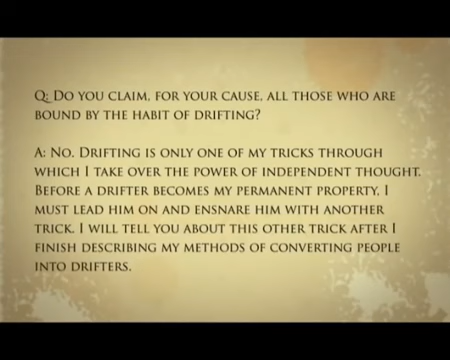 Q: Do you claim, for your cause, all those who are
bound by the habit of drifting?
A: No. Drifting is only one of my tricks through
which I take over the power of independent thought.
Before a drifter becomes my permanent property, I
must lead him on and ensnare him with another
trick. I will tell you about this other trick after I
finish describing my methods of converting people
into drifters.